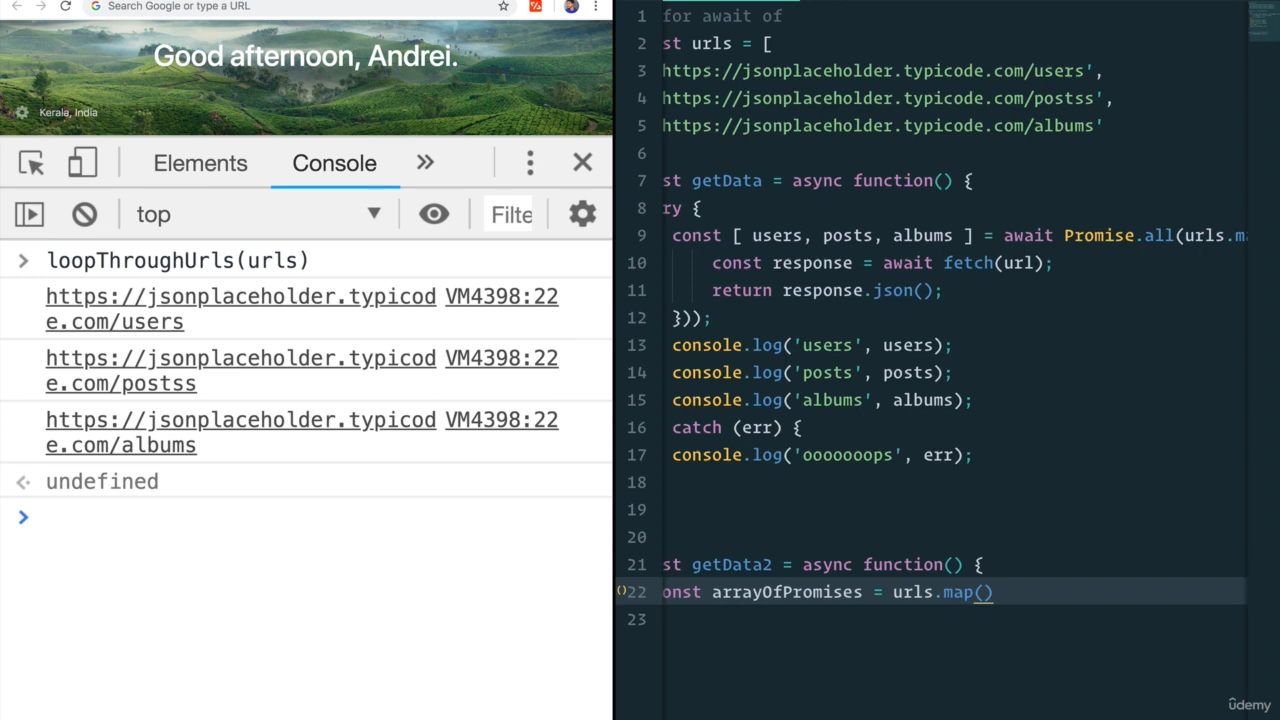 Search Google or type a URL
Good afternoon, Andrei.
Kerala, India
Elements
Console
top
Filte
loopThroughUrls(urls)
https://jsonplaceholder.typicod VM4398:22
e.com/users
https://jsonplaceholder.typicod VM4398:22
e.com/postss
https://jsonplaceholder.typicod VM4398:22
e.com/albums
undefined
1 for await of
2 st urls = [
3 https://jsonplaceholder.typicode.com/users',
4 https://jsonplaceholder.typicode.com/postss',
5 https://jsonplaceholder.typicode.com/albums'
6
7 st getData = async function() {
8 ry {
9 const [ users, posts, albums ] = await Promise.all(urls.ma
10 const response = await fetch(url);
11 return response.json();
12 }));
13 console.log('users', users);
14 console.log('posts', posts);
15 console.log('albums', albums);
16 catch (err) {
17 console.log('ooooooops', err);
18
19
20
21 st getData2 = async function() {
22 onst arrayOfPromises = urls.map()
23
ûdemy